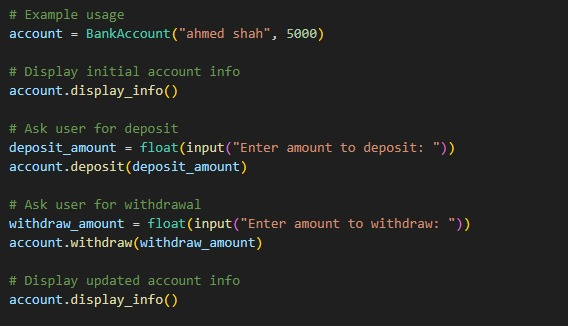 # Example usage
account = BankAccount("ahmed shah", 5000)
# Display initial account info
account.display_info()
# Ask user for deposit
deposit_amount = float(input("Enter amount to deposit: "))
account.deposit(deposit_amount)
# Ask user for withdrawal
withdraw_amount = float(input("Enter amount to withdraw: "))
account.withdraw(withdraw_amount)
# Display updated account info
account.display_info()